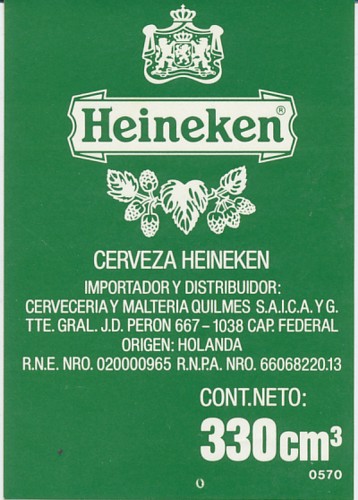 Heineken®
CERVEZA HEINEKEN
IMPORTADOR Y DISTRIBUIDOR:
CERVECERIA Y MALTERIA QUILMES S.A.I.C.A. Y G.
TTE. GRAL. J.D. PERON 667 – 1038 CAP. FEDERAL
ORIGEN: HOLANDA
R.N.E. NRO. 020000965 R.N.P.A. NRO. 66068220.13
CONT. NETO:
330cm³
0570